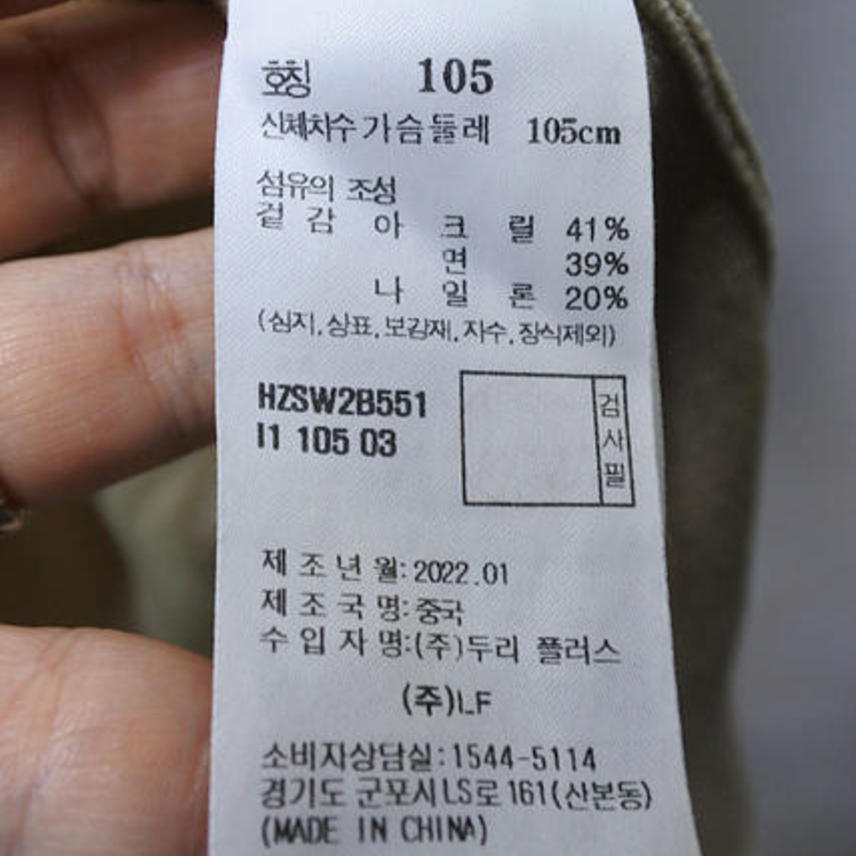 호칭 105
신체치수 가슴둘레 105cm
섬유의 조성
겉감 아크릴 41%
면 39%
나일론 20%
(심지,상표,보강재,자수,장식제외)
HZSW2B551
I1 105 03
검사필
제조년월:2022.01
제조국명:중국
수입자명:(주)두리 플러스
(주)LF
소비자상담실:1544-5114
경기도 군포시 LS로 161(산본동)
(MADE IN CHINA)